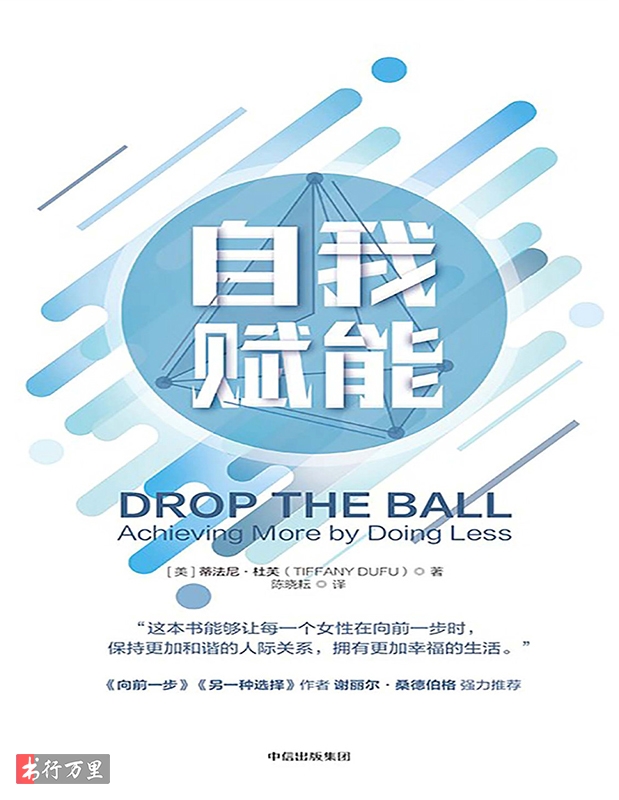 自我
赋能
DROP THE BALL
Achieving More by Doing Less
[美]蒂法尼·杜芙（TIFFANY DUFU）◎ 著
陈晓耘 ◎ 译
“这本书能够让每一个女性在向前一步时，
保持更加和谐的人际关系，拥有更加幸福的生活。”
《向前一步》《另一种选择》作者 谢丽尔·桑德伯格 强力推荐
中信出版集团
书行万里